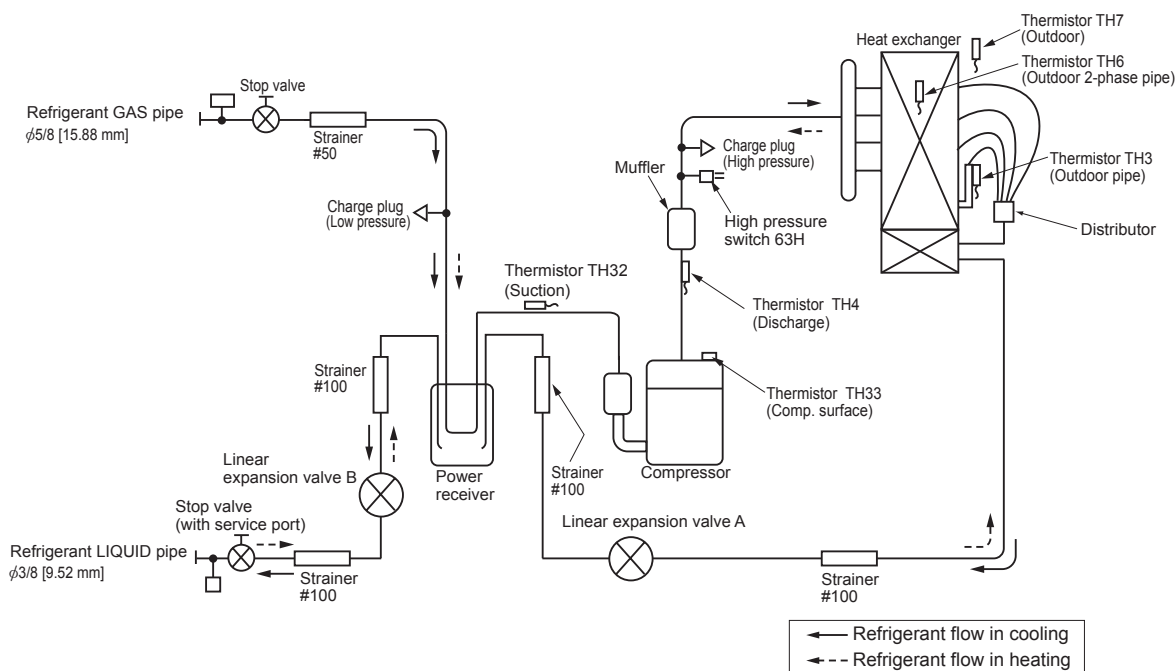 Thermistor TH7
(Outdoor)
Heat exchanger
Thermistor TH6
(Outdoor 2-phase pipe)
Stop valve
Refrigerant GAS pipe
ϕ5/8 [15.88 mm]
Strainer
#50
Charge plug
(High pressure)
Thermistor TH3
(Outdoor pipe)
Muffler
Charge plug
(Low pressure)
High pressure
switch 63H
Distributor
Thermistor TH32
(Suction)
Thermistor TH4
(Discharge)
Strainer
#100
Thermistor TH33
(Comp. surface)
Linear
expansion valve B
Power
receiver
Strainer
#100
Compressor
Stop valve
(with service port)
Linear expansion valve A
Refrigerant LIQUID pipe
ϕ3/8 [9.52 mm]
Strainer
#100
Strainer
#100
Refrigerant flow in cooling
Refrigerant flow in heating